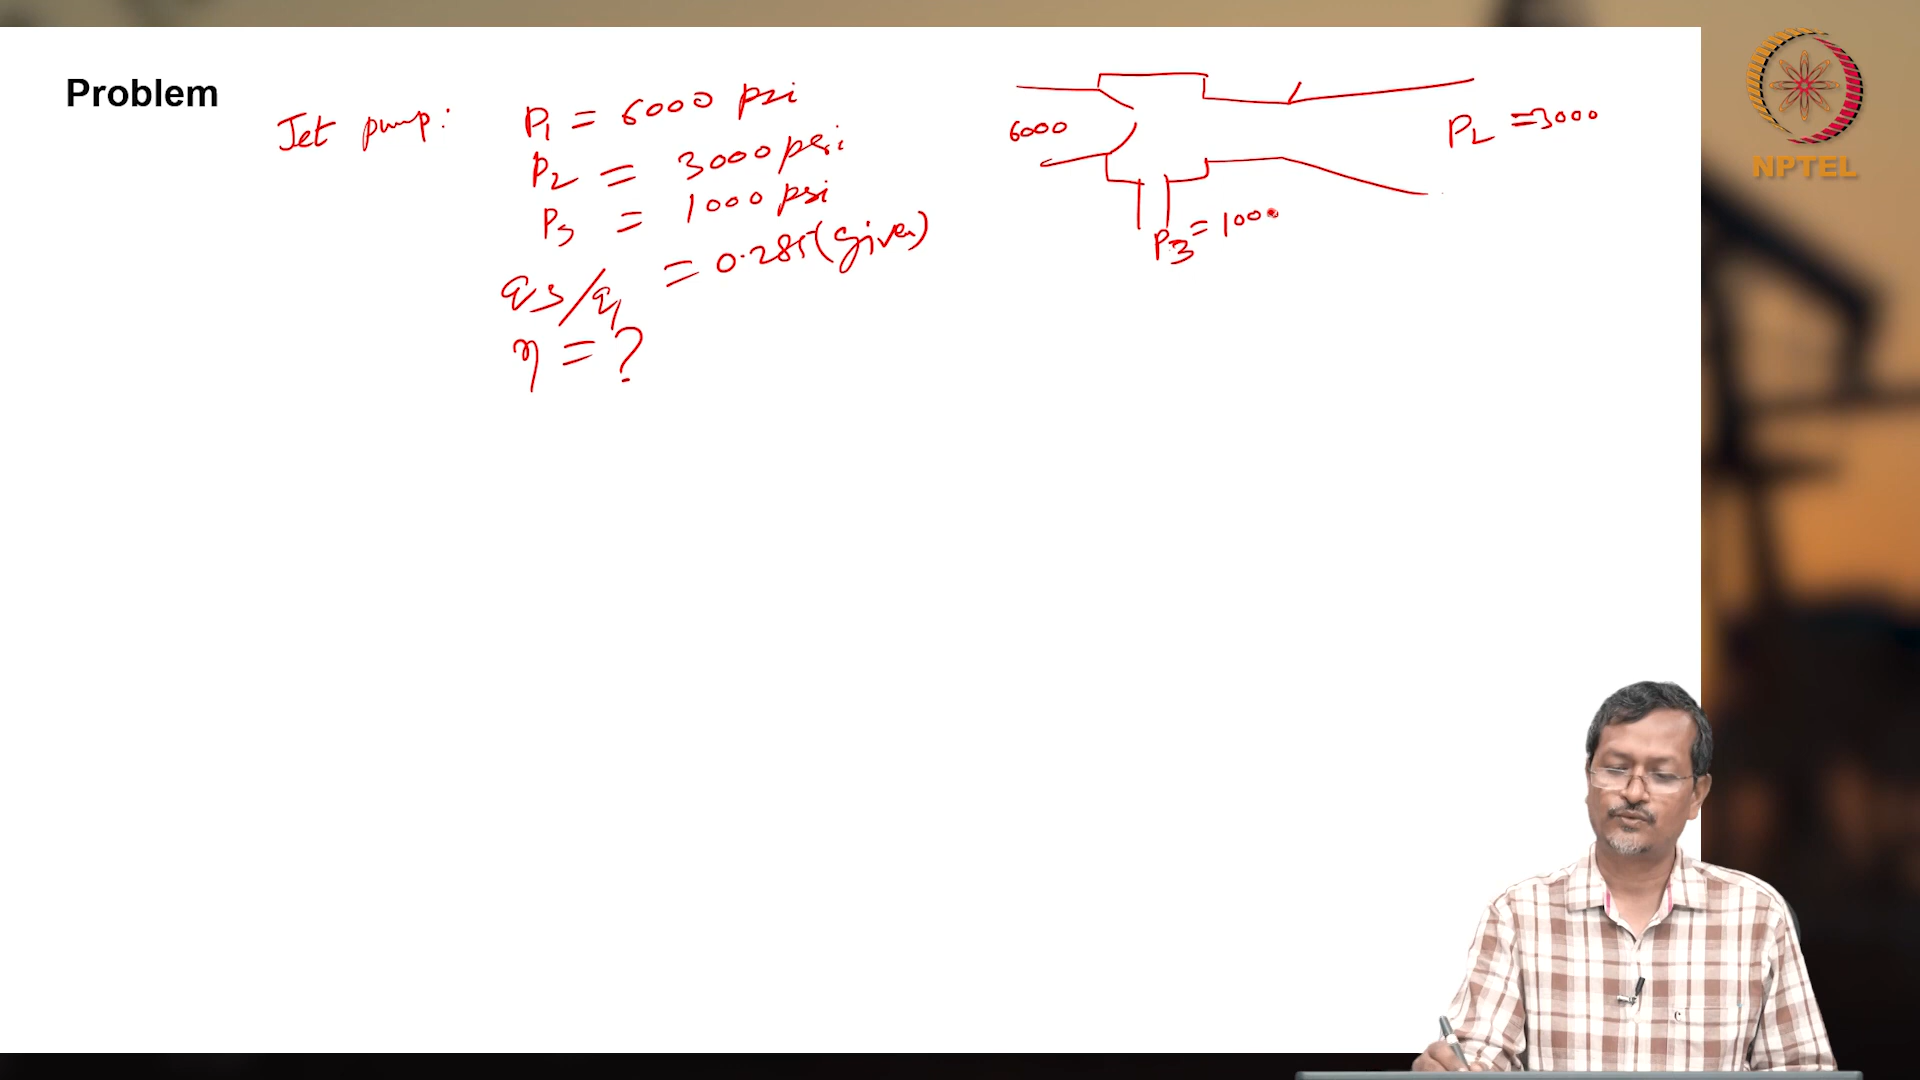 Problem
Jet pump:
P1 = 6000 psi
P2 = 3000 psi
P3 = 1000 psi
q3/q1 = 0.285 (given)
η = ?
6000
P2 = 3000
P3 = 1000
NPTEL